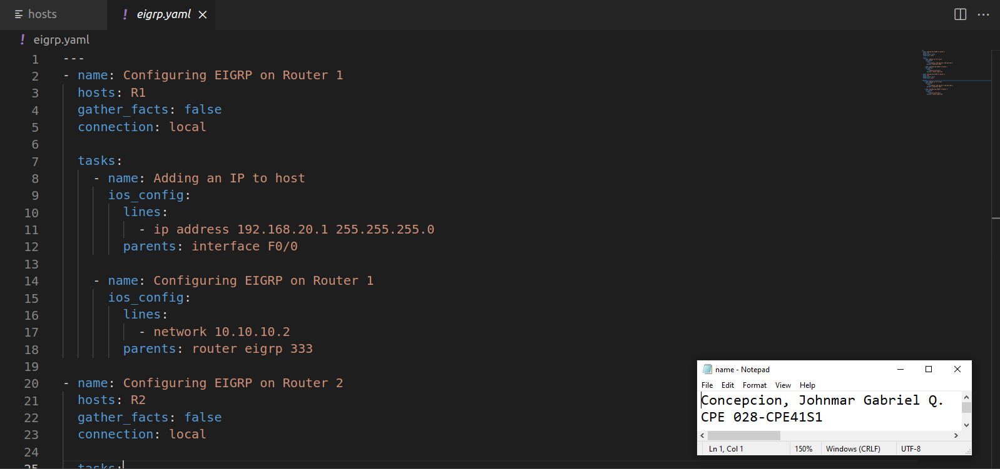 hosts
! eigrp.yaml
! eigrp.yaml
1 ---
2 - name: Configuring EIGRP on Router 1
3 hosts: R1
4 gather_facts: false
5 connection: local
6
7 tasks:
8 - name: Adding an IP to host
9 ios_config:
10 lines:
11 - ip address 192.168.20.1 255.255.255.0
12 parents: interface F0/0
13
14 - name: Configuring EIGRP on Router 1
15 ios_config:
16 lines:
17 - network 10.10.10.2
18 parents: router eigrp 333
19
20 - name: Configuring EIGRP on Router 2
21 hosts: R2
22 gather_facts: false
23 connection: local
24
25 tasks:
name - Notepad
File Edit Format View Help
Concepcion, Johnmar Gabriel Q.
CPE 028-CPE41S1
Ln 1, Col 1 150% Windows (CRLF) UTF-8